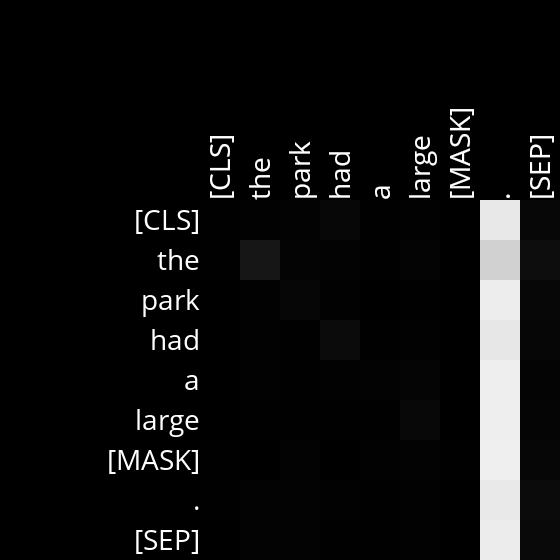 [CLS] the park had a large [MASK] . [SEP]
[CLS]
the
park
had
a
large
[MASK]
.
[SEP]